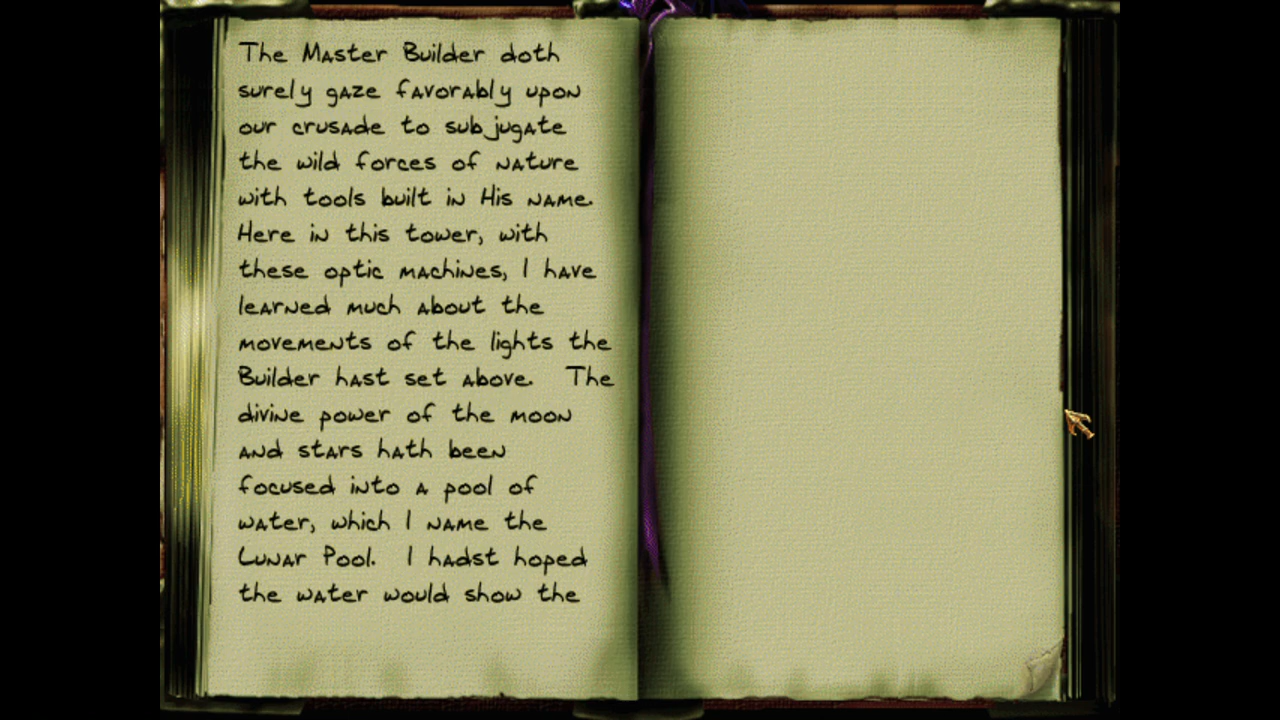 The Master Builder doth
surely gaze favorably upon
our crusade to subjugate
the wild forces of nature
with tools built in His name.
Here in this tower, with
these optic machines, I have
learned much about the
movements of the lights the
Builder hast set above. The
divine power of the moon
and stars hath been
focused into a pool of
water, which I name the
Lunar Pool. I hadst hoped
the water would show the